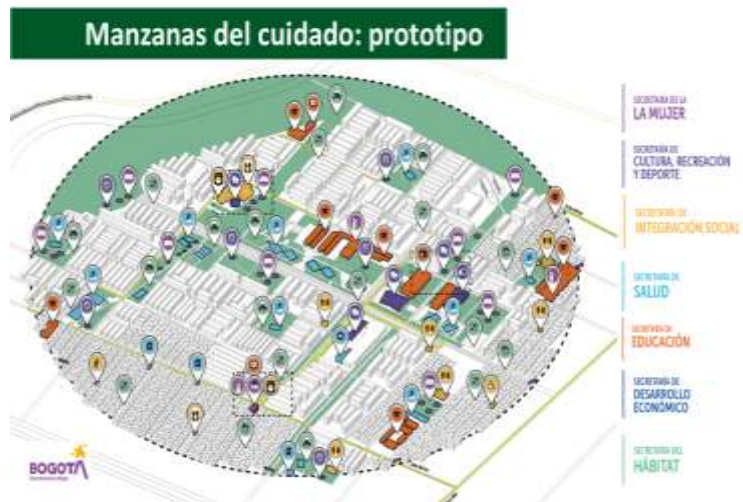 Manzanas del cuidado: prototipo
SECRETARÍA DE LA
LA MUJER
SECRETARÍA DE
CULTURA, RECREACIÓN
Y DEPORTE
SECRETARÍA DE
INTEGRACIÓN SOCIAL
SECRETARÍA DE
SALUD
SECRETARÍA DE
EDUCACIÓN
SECRETARÍA DE
DESARROLLO
ECONÓMICO
SECRETARÍA DEL
HÁBITAT
BOGOTÁ